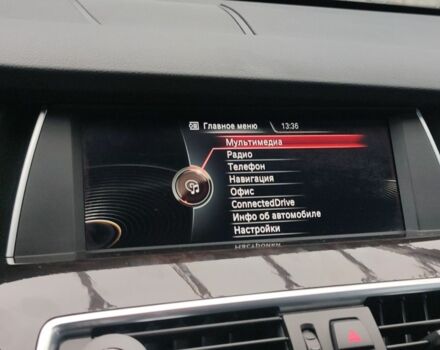 Главное меню 13:36
Мультимедиа
Радио
Телефон
Навигация
Офис
ConnectedDrive
Инфо об автомобиле
Настройки